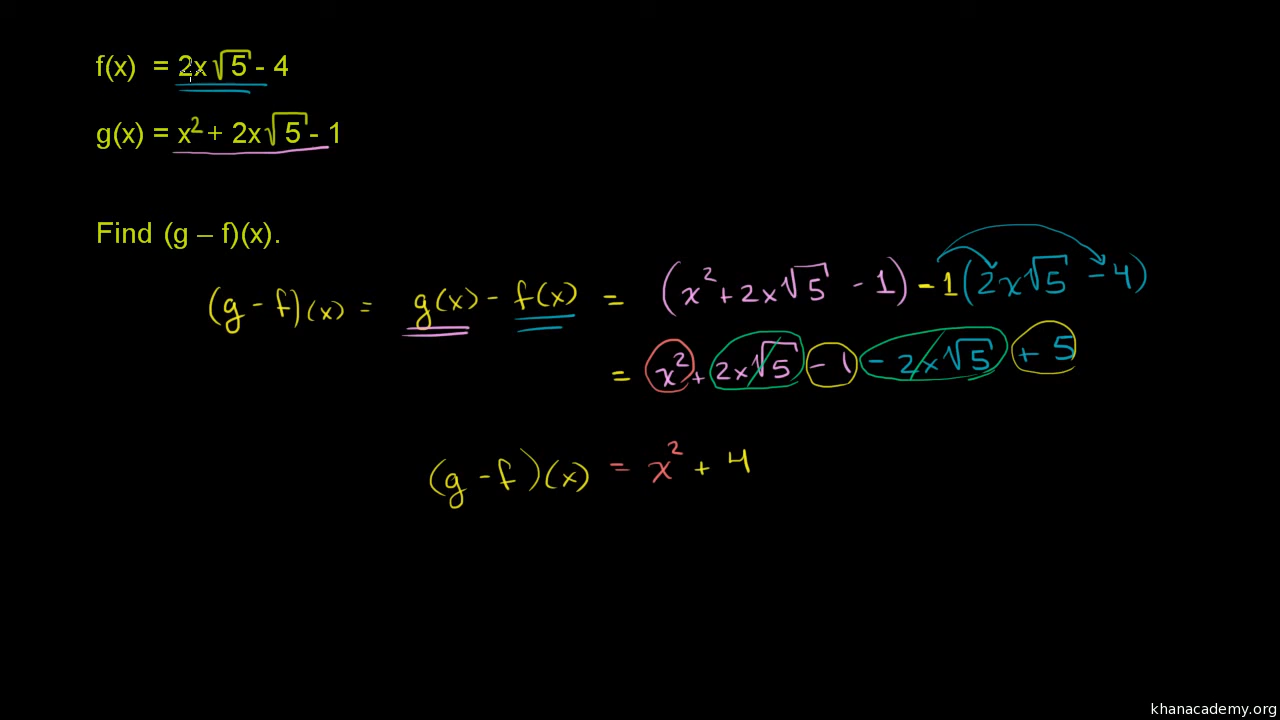 f(x) = 2x√5 - 4
g(x) = x² + 2x√5 - 1
Find (g – f)(x).
(g - f)(x) = g(x) - f(x) = (x² + 2x√5 - 1) - 1(2x√5 - 4)
= x² + 2x√5 - 1 - 2x√5 + 5
(g - f)(x) = x² + 4
khanacademy.org